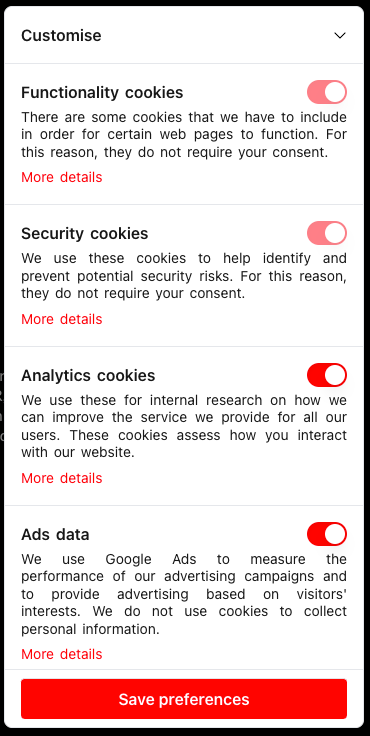 Customise
Functionality cookies
There are some cookies that we have to include
in order for certain web pages to function. For
this reason, they do not require your consent.
More details
Security cookies
We use these cookies to help identify and
prevent potential security risks. For this reason,
they do not require your consent.
More details
Analytics cookies
We use these for internal research on how we
can improve the service we provide for all our
users. These cookies assess how you interact
with our website.
More details
Ads data
We use Google Ads to measure the
performance of our advertising campaigns and
to provide advertising based on visitors'
interests. We do not use cookies to collect
personal information.
More details
Save preferences